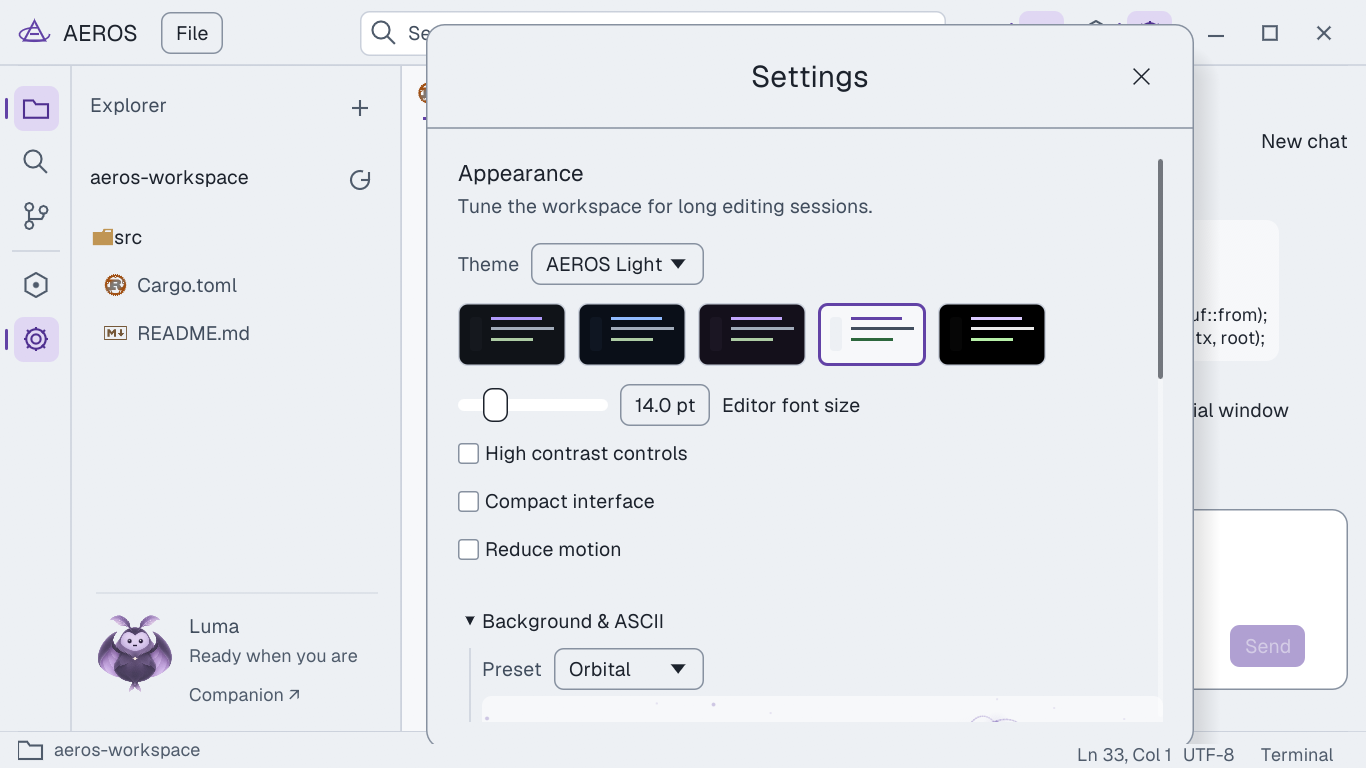 AEROS
File
Se
Settings
Explorer
aeros-workspace
src
Cargo.toml
README.md
Luma
Ready when you are
Companion
Appearance
Tune the workspace for long editing sessions.
Theme
AEROS Light
14.0 pt
Editor font size
High contrast controls
Compact interface
Reduce motion
Background & ASCII
Preset
Orbital
New chat
uf::from);
tx, root);
ial window
Send
aeros-workspace
Ln 33, Col 1 UTF-8 Terminal